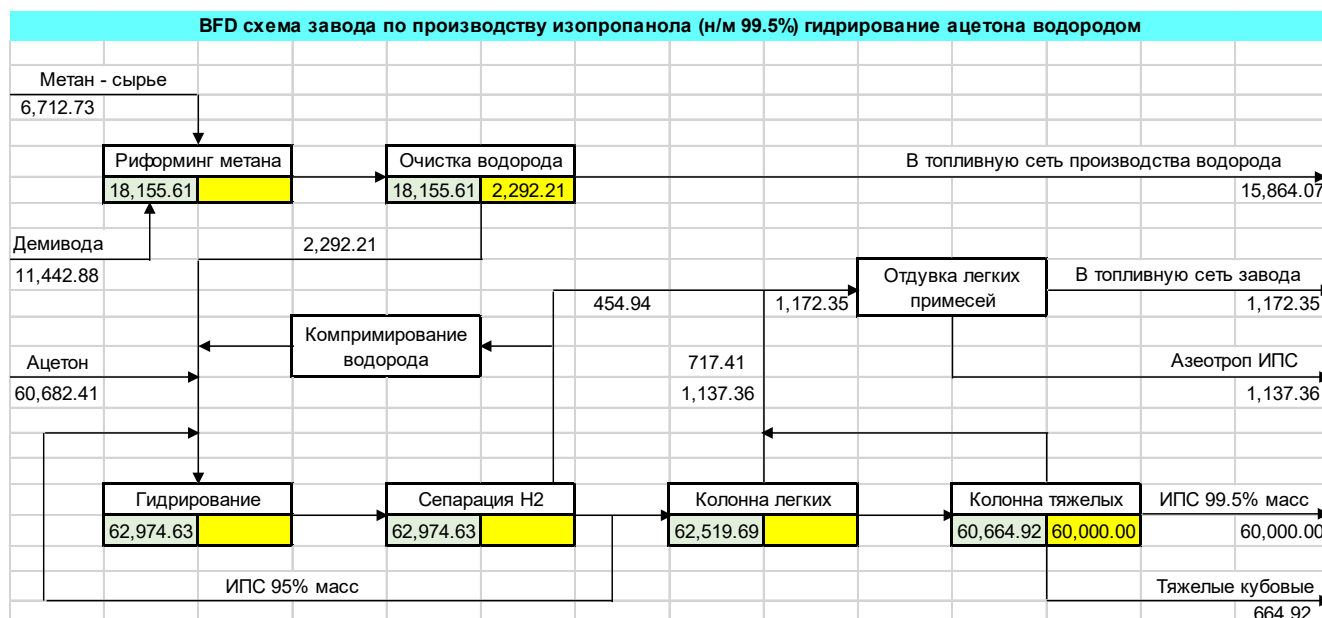 BFD схема завода по производству изопропанола (н/м 99.5%) гидрирование ацетона водородом
Метан - сырье
6,712.73
Риформинг метана
Очистка водорода
В топливную сеть производства водорода
18,155.61
18,155.61
2,292.21
15,864.07
Демивода
2,292.21
11,442.88
Отдувка легких
примесей
В топливную сеть завода
454.94
1,172.35
1,172.35
Компримирование
водорода
Ацетон
717.41
Азеотроп ИПС
60,682.41
1,137.36
1,137.36
Гидрирование
Сепарация H2
Колонна легких
Колонна тяжелых
ИПС 99.5% масс
62,974.63
62,974.63
62,519.69
60,664.92
60,000.00
60,000.00
ИПС 95% масс
Тяжелые кубовые
664.92